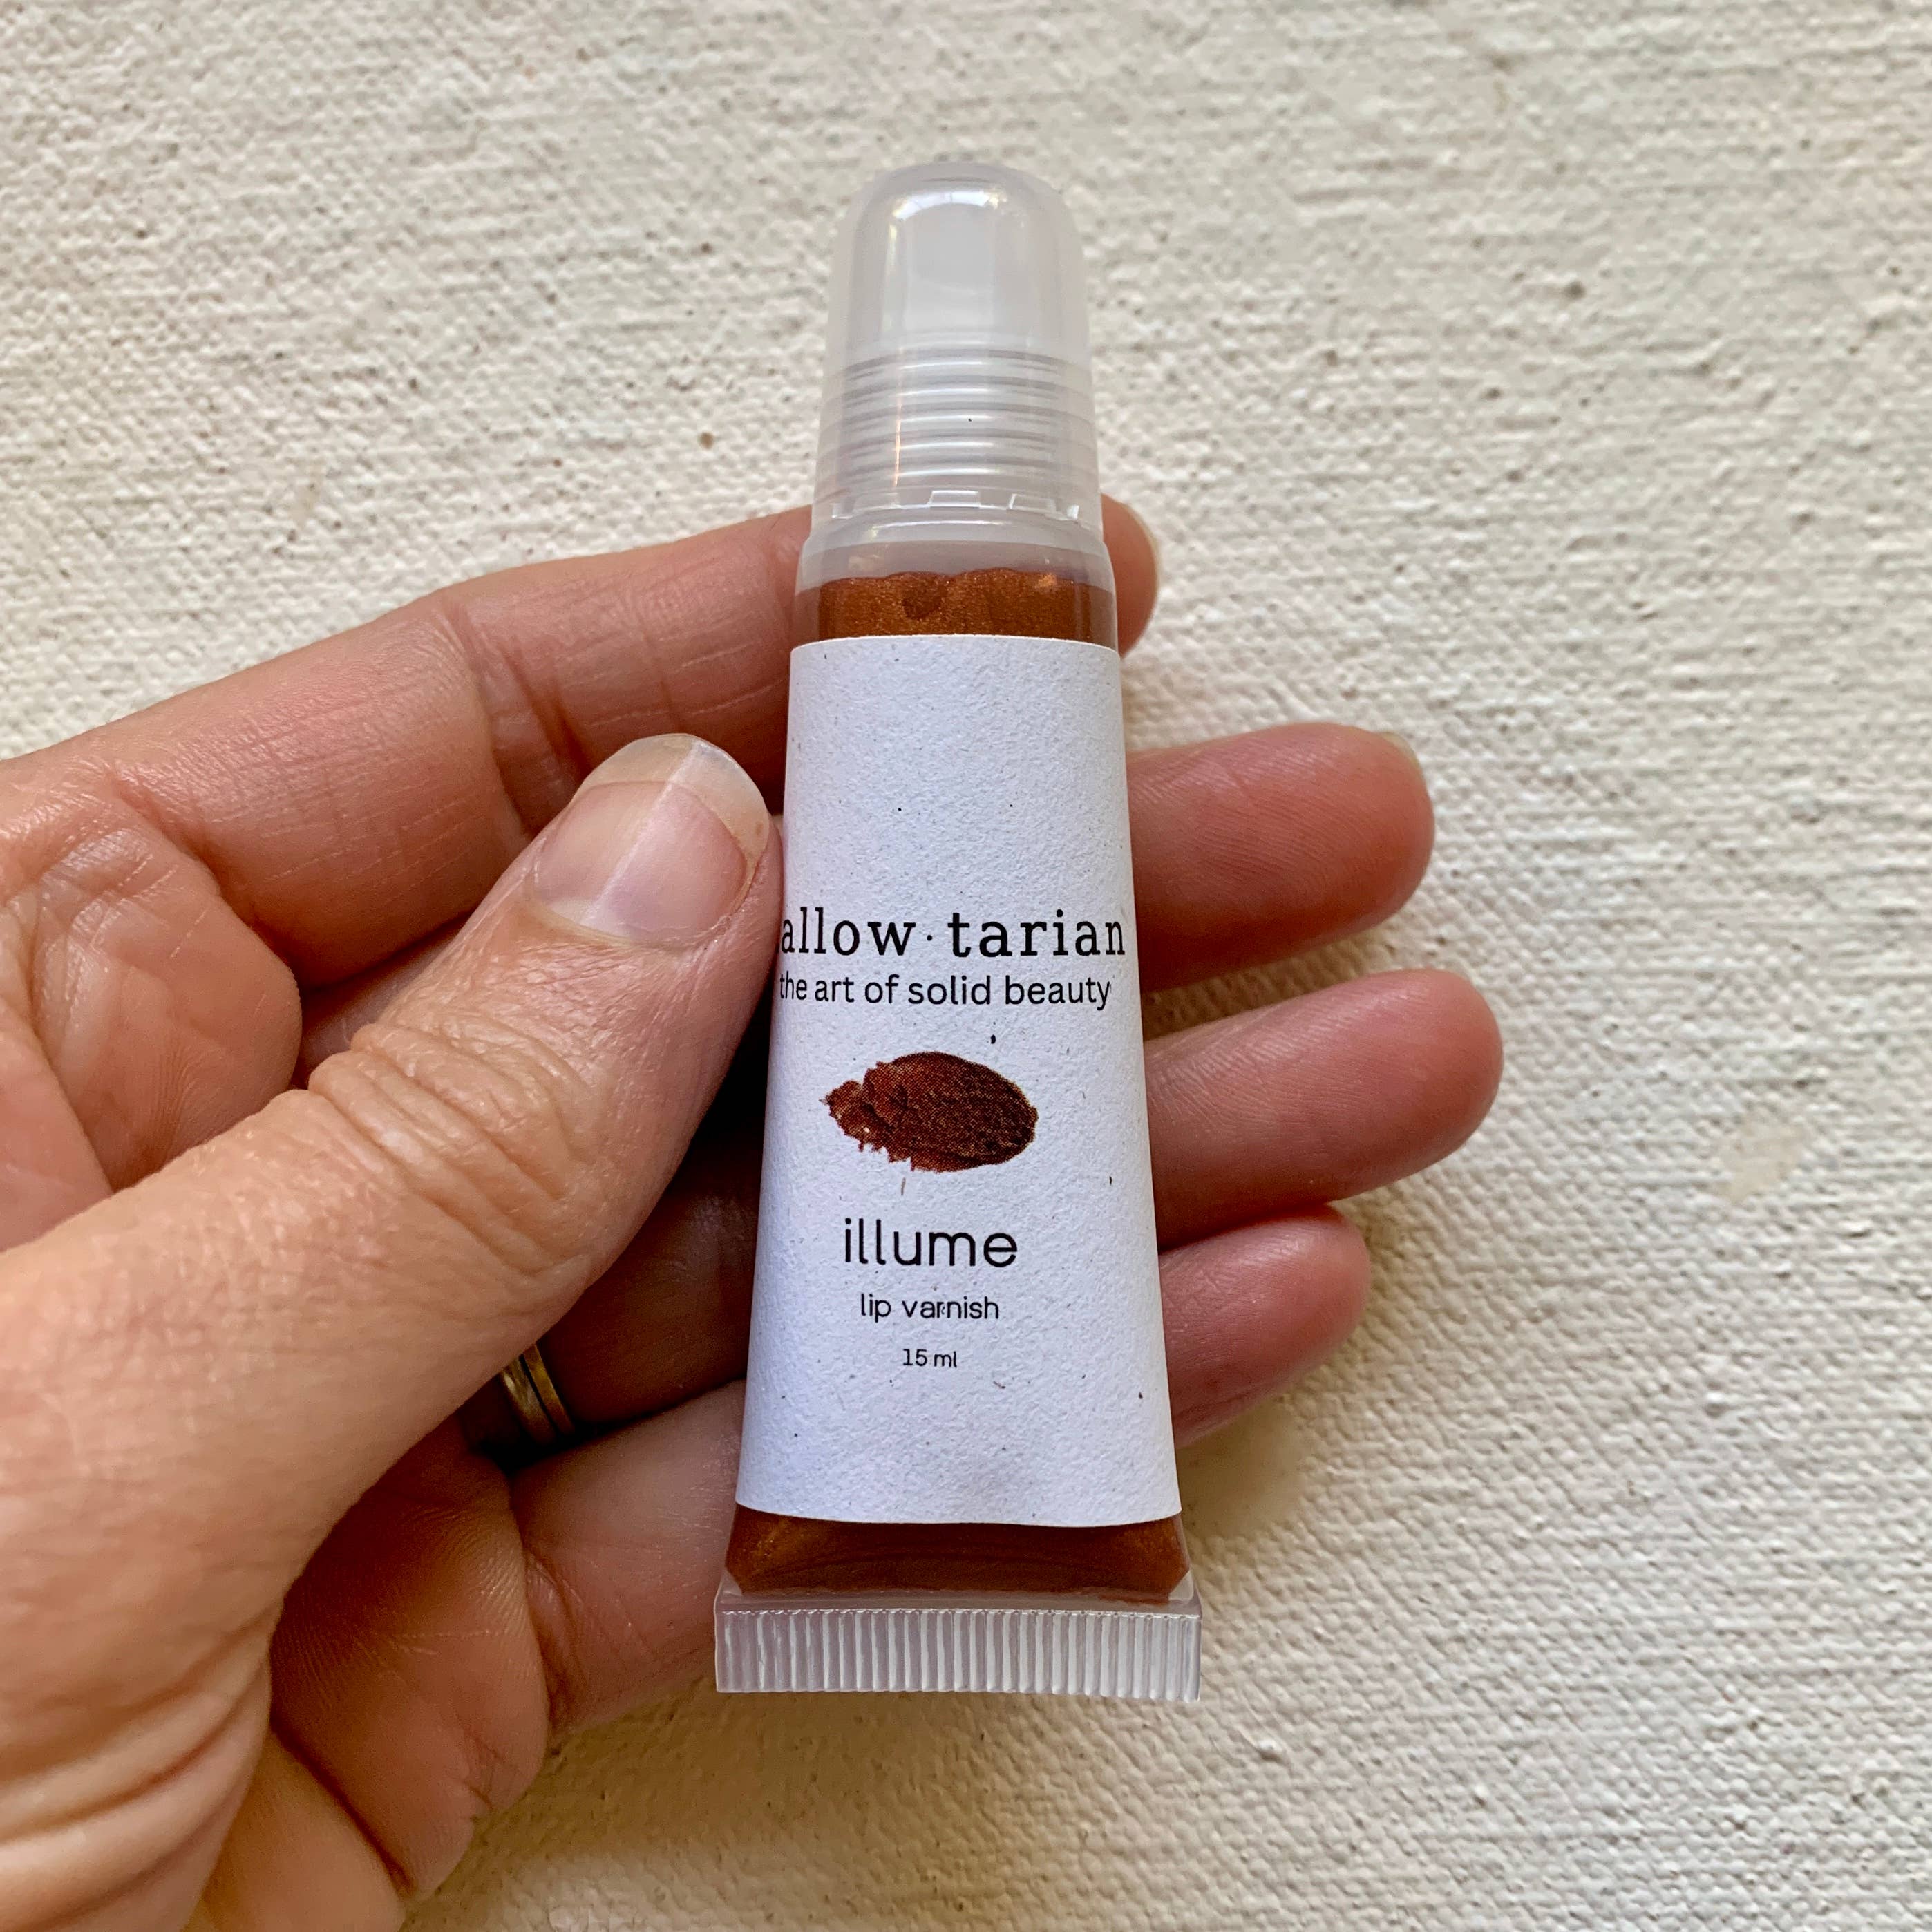 allow·tarian
the art of solid beauty
illume
lip varnish
15 ml